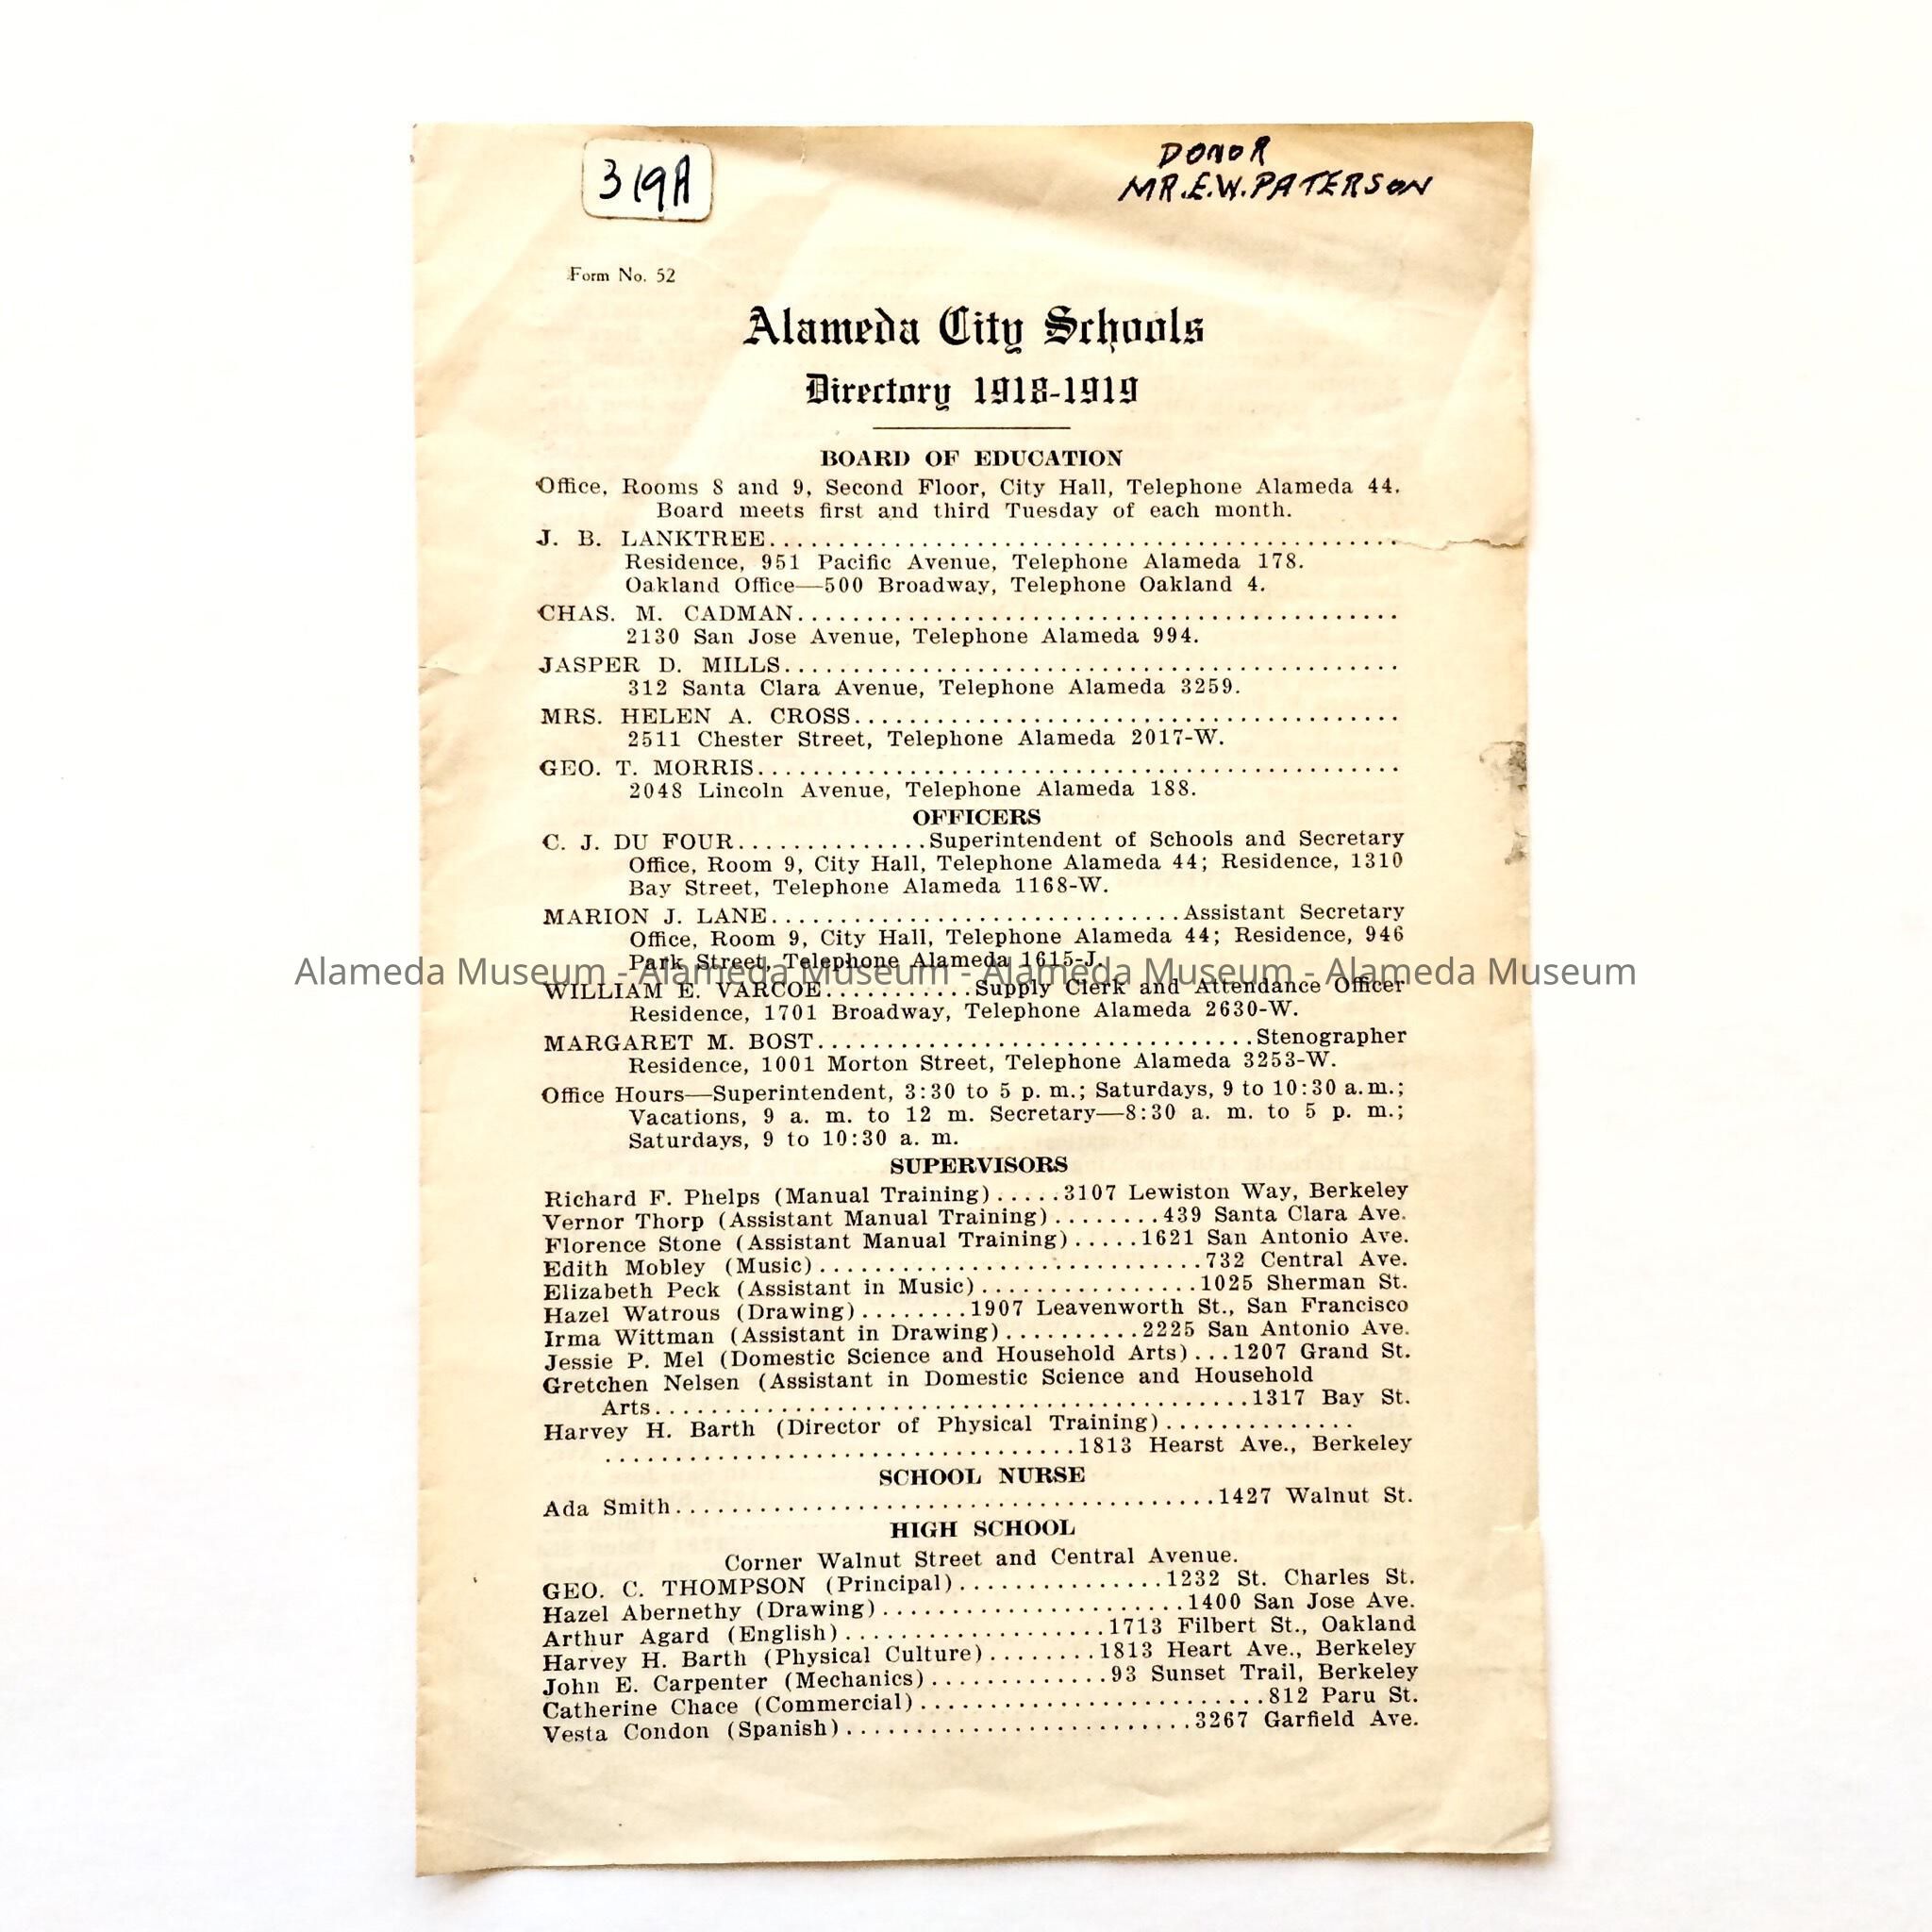 319A
DONOR
MR. E. W. PATERSON
Form No. 52
Alameda City Schools
Directory 1918-1919
BOARD OF EDUCATION
Office, Rooms 8 and 9, Second Floor, City Hall, Telephone Alameda 44.
Board meets first and third Tuesday of each month.
J. B. LANKTREE................................................
Residence, 951 Pacific Avenue, Telephone Alameda 178.
Oakland Office—500 Broadway, Telephone Oakland 4.
CHAS. M. CADMAN.............................................
2130 San Jose Avenue, Telephone Alameda 994.
JASPER D. MILLS..............................................
312 Santa Clara Avenue, Telephone Alameda 3259.
MRS. HELEN A. CROSS........................................
2511 Chester Street, Telephone Alameda 2017-W.
GEO. T. MORRIS...............................................
2048 Lincoln Avenue, Telephone Alameda 188.
OFFICERS
C. J. DU FOUR..............Superintendent of Schools and Secretary
Office, Room 9, City Hall, Telephone Alameda 44; Residence, 1310
Bay Street, Telephone Alameda 1168-W.
MARION J. LANE..............................Assistant Secretary
Office, Room 9, City Hall, Telephone Alameda 44; Residence, 946
Park Street, Telephone Alameda 1615-J.
Alameda Museum - Alameda Museum - Alameda Museum - Alameda Museum
WILLIAM E. VARCOE...........Supply Clerk and Attendance Officer
Residence, 1701 Broadway, Telephone Alameda 2630-W.
MARGARET M. BOST................................Stenographer
Residence, 1001 Morton Street, Telephone Alameda 3253-W.
Office Hours—Superintendent, 3:30 to 5 p. m.; Saturdays, 9 to 10:30 a.m.;
Vacations, 9 a. m. to 12 m. Secretary—8:30 a. m. to 5 p. m.;
Saturdays, 9 to 10:30 a. m.
SUPERVISORS
Richard F. Phelps (Manual Training).....3107 Lewiston Way, Berkeley
Vernor Thorp (Assistant Manual Training)........439 Santa Clara Ave.
Florence Stone (Assistant Manual Training).....1621 San Antonio Ave.
Edith Mobley (Music)............................732 Central Ave.
Elizabeth Peck (Assistant in Music)................1025 Sherman St.
Hazel Watrous (Drawing)........1907 Leavenworth St., San Francisco
Irma Wittman (Assistant in Drawing)..........2225 San Antonio Ave.
Jessie P. Mel (Domestic Science and Household Arts)...1207 Grand St.
Gretchen Nelsen (Assistant in Domestic Science and Household
Arts...........................................1317 Bay St.
Harvey H. Barth (Director of Physical Training)..............
..................................1813 Hearst Ave., Berkeley
SCHOOL NURSE
Ada Smith.......................................1427 Walnut St.
HIGH SCHOOL
Corner Walnut Street and Central Avenue.
GEO. C. THOMPSON (Principal)...............1232 St. Charles St.
Hazel Abernethy (Drawing)......................1400 San Jose Ave.
Arthur Agard (English)...................1713 Filbert St., Oakland
Harvey H. Barth (Physical Culture)........1813 Heart Ave., Berkeley
John E. Carpenter (Mechanics).............93 Sunset Trail, Berkeley
Catherine Chace (Commercial).........................812 Paru St.
Vesta Condon (Spanish).........................3267 Garfield Ave.